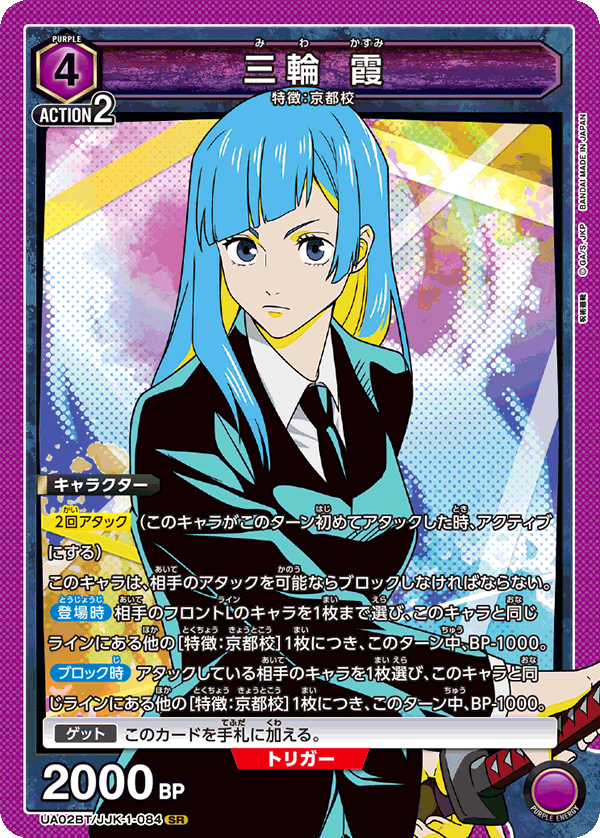 PURPLE
4
ACTION2
みわ かすみ
三輪 霞
特徴:京都校
BANDAI MADE IN JAPAN
©GA/S,JKP
呪術廻戦
キャラクター
2回アタック (このキャラがこのターン初めてアタックした時、アクティブ
にする)
このキャラは、相手のアタックを可能ならブロックしなければならない。
登場時 相手のフロントLのキャラを1枚まで選び、このキャラと同じ
ラインにある他の[特徴:京都校]1枚につき、このターン中、BP-1000。
ブロック時 アタックしている相手のキャラを1枚選び、このキャラと同
じラインにある他の[特徴:京都校]1枚につき、このターン中、BP-1000。
ゲット このカードを手札に加える。
トリガー
2000 BP
PURPLE ENERGY
UA02BT/JJK-1-084 SR